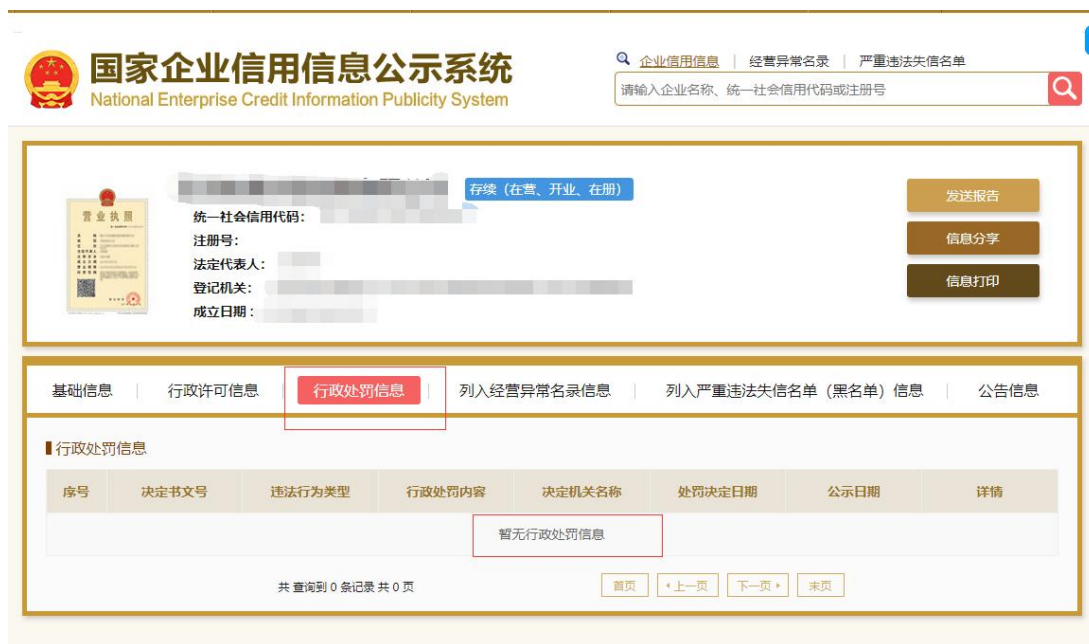 国家企业信用信息公示系统
National Enterprise Credit Information Publicity System
企业信用信息 | 经营异常名录 | 严重违法失信名单
请输入企业名称、统一社会信用代码或注册号
存续（在营、开业、在册）
营业执照
统一社会信用代码：
注册号：
法定代表人：
登记机关：
成立日期：
发送报告
信息分享
信息打印
基础信息 | 行政许可信息 | 行政处罚信息 | 列入经营异常名录信息 | 列入严重违法失信名单（黑名单）信息 | 公告信息
行政处罚信息
序号 决定书文号 违法行为类型 行政处罚内容 决定机关名称 处罚决定日期 公示日期 详情
暂无行政处罚信息
共 查询到 0 条记录 共 0 页 首页 上一页 下一页 末页